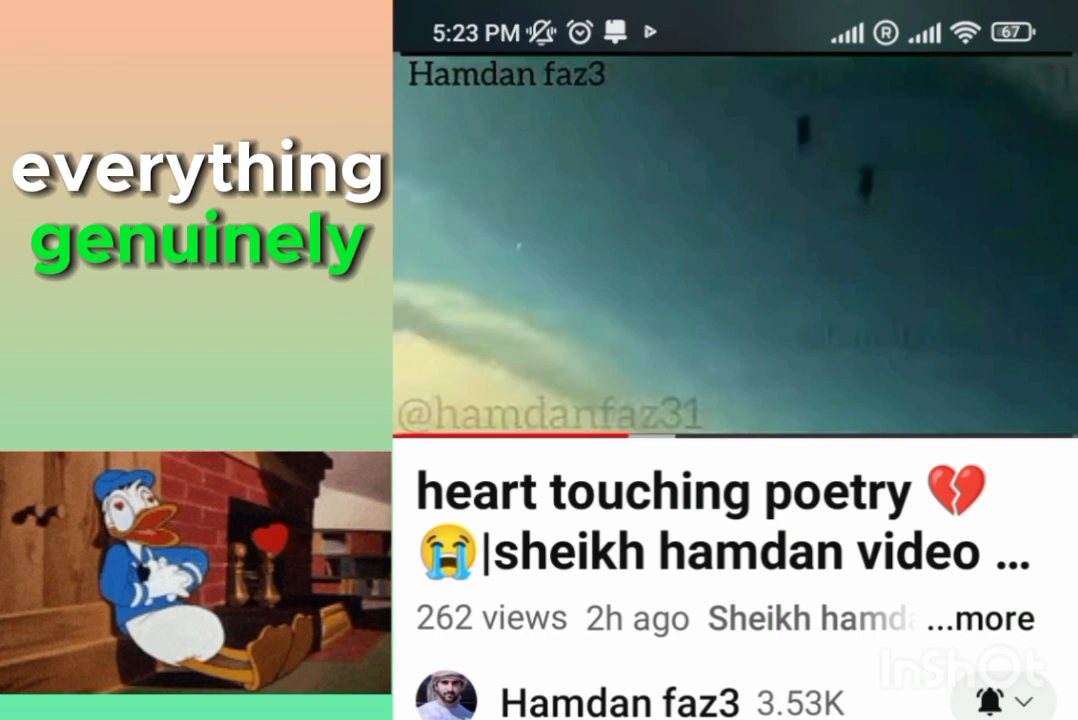 everything
genuinely
5:23 PM
67
Hamdan faz3
@hamdanfaz31
heart touching poetry 💔
😭|sheikh hamdan video ...
262 views 2h ago Sheikh hamda ...more
Hamdan faz3 3.53K
InShOt